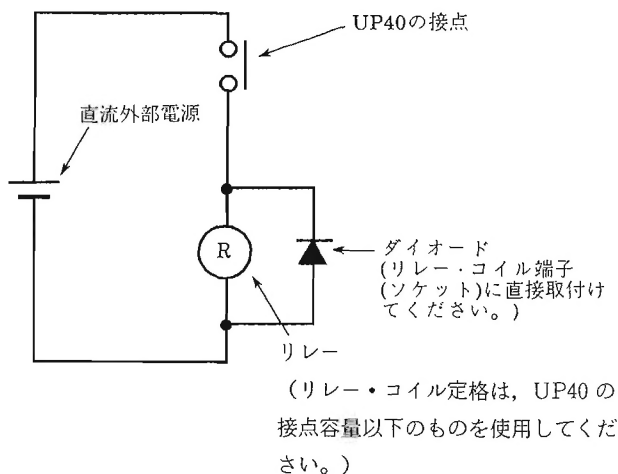 UP40の接点
直流外部電源
R
ダイオード
(リレー・コイル端子
(ソケット)に直接取付け
てください。)
リレー
(リレー・コイル定格は，UP40の
接点容量以下のものを使用してくだ
さい。)